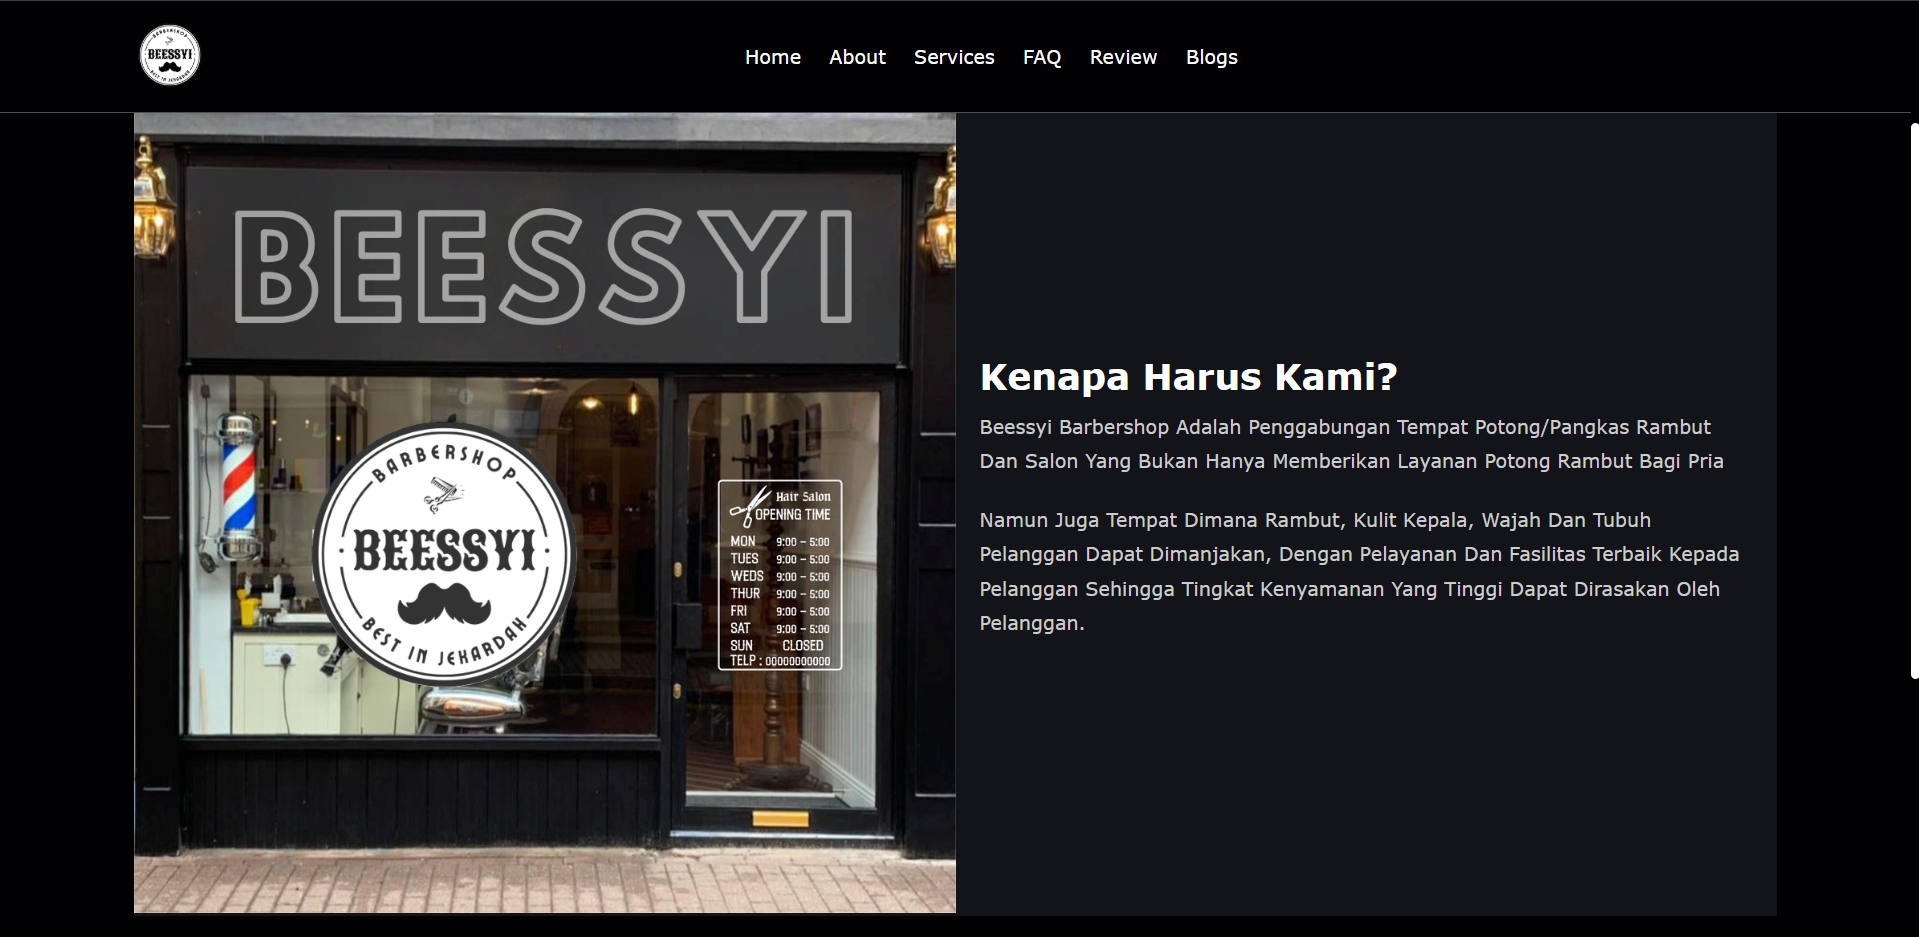 BARBERSHOP
BEESSYI
BEST IN JEKARDAH
Home About Services FAQ Review Blogs
BEESSYI
BARBERSHOP
BEESSYI
BEST IN JEKARDAH
Hair Salon
OPENING TIME
MON 9:00 - 5:00
TUES 9:00 - 5:00
WEDS 9:00 - 5:00
THUR 9:00 - 5:00
FRI 9:00 - 5:00
SAT 9:00 - 5:00
SUN CLOSED
TELP : 00000000000
Kenapa Harus Kami?
Beessyi Barbershop Adalah Penggabungan Tempat Potong/Pangkas Rambut
Dan Salon Yang Bukan Hanya Memberikan Layanan Potong Rambut Bagi Pria
Namun Juga Tempat Dimana Rambut, Kulit Kepala, Wajah Dan Tubuh
Pelanggan Dapat Dimanjakan, Dengan Pelayanan Dan Fasilitas Terbaik Kepada
Pelanggan Sehingga Tingkat Kenyamanan Yang Tinggi Dapat Dirasakan Oleh
Pelanggan.